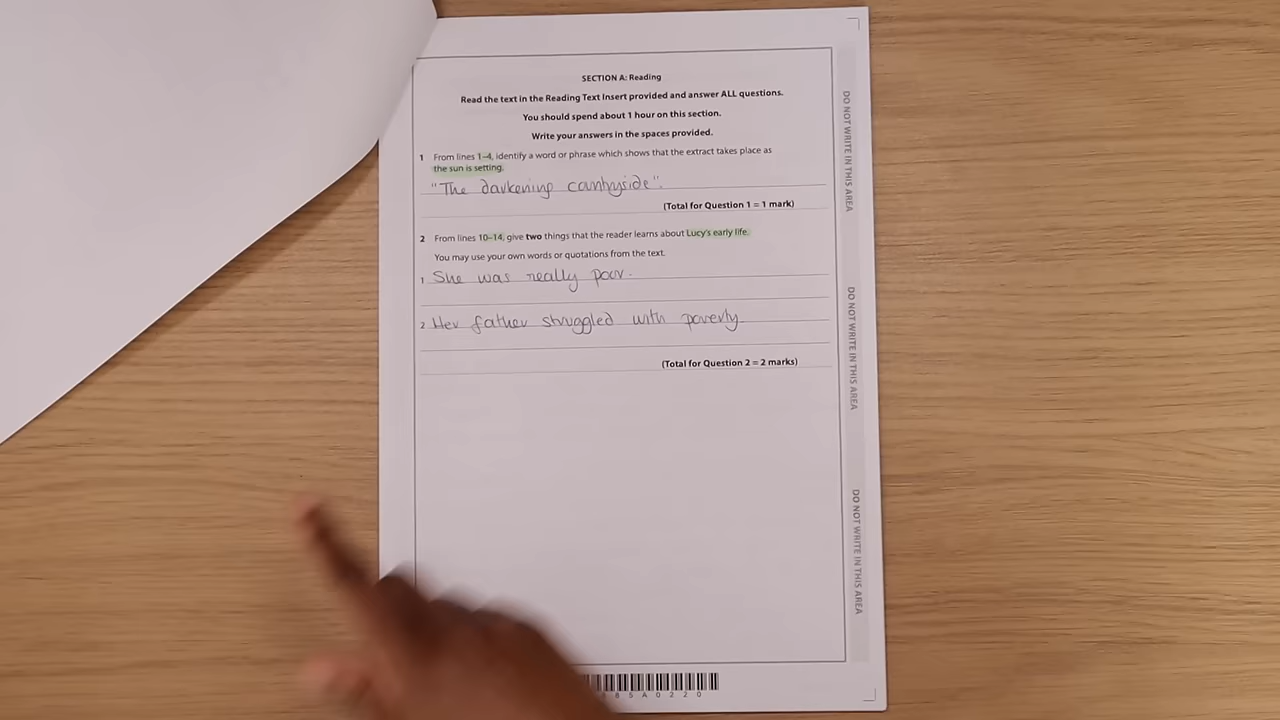 SECTION A: Reading
Read the text in the Reading Text Insert provided and answer ALL questions.
You should spend about 1 hour on this section.
Write your answers in the spaces provided.
1 From lines 1–4, identify a word or phrase which shows that the extract takes place as
the sun is setting.
"The darkening countryside".
(Total for Question 1 = 1 mark)
2 From lines 10–14, give two things that the reader learns about Lucy's early life.
You may use your own words or quotations from the text.
1 She was really poor.
2 Her father struggled with poverty.
(Total for Question 2 = 2 marks)
DO NOT WRITE IN THIS AREA
DO NOT WRITE IN THIS AREA
DO NOT WRITE IN THIS AREA
5 A 0 2 2 0